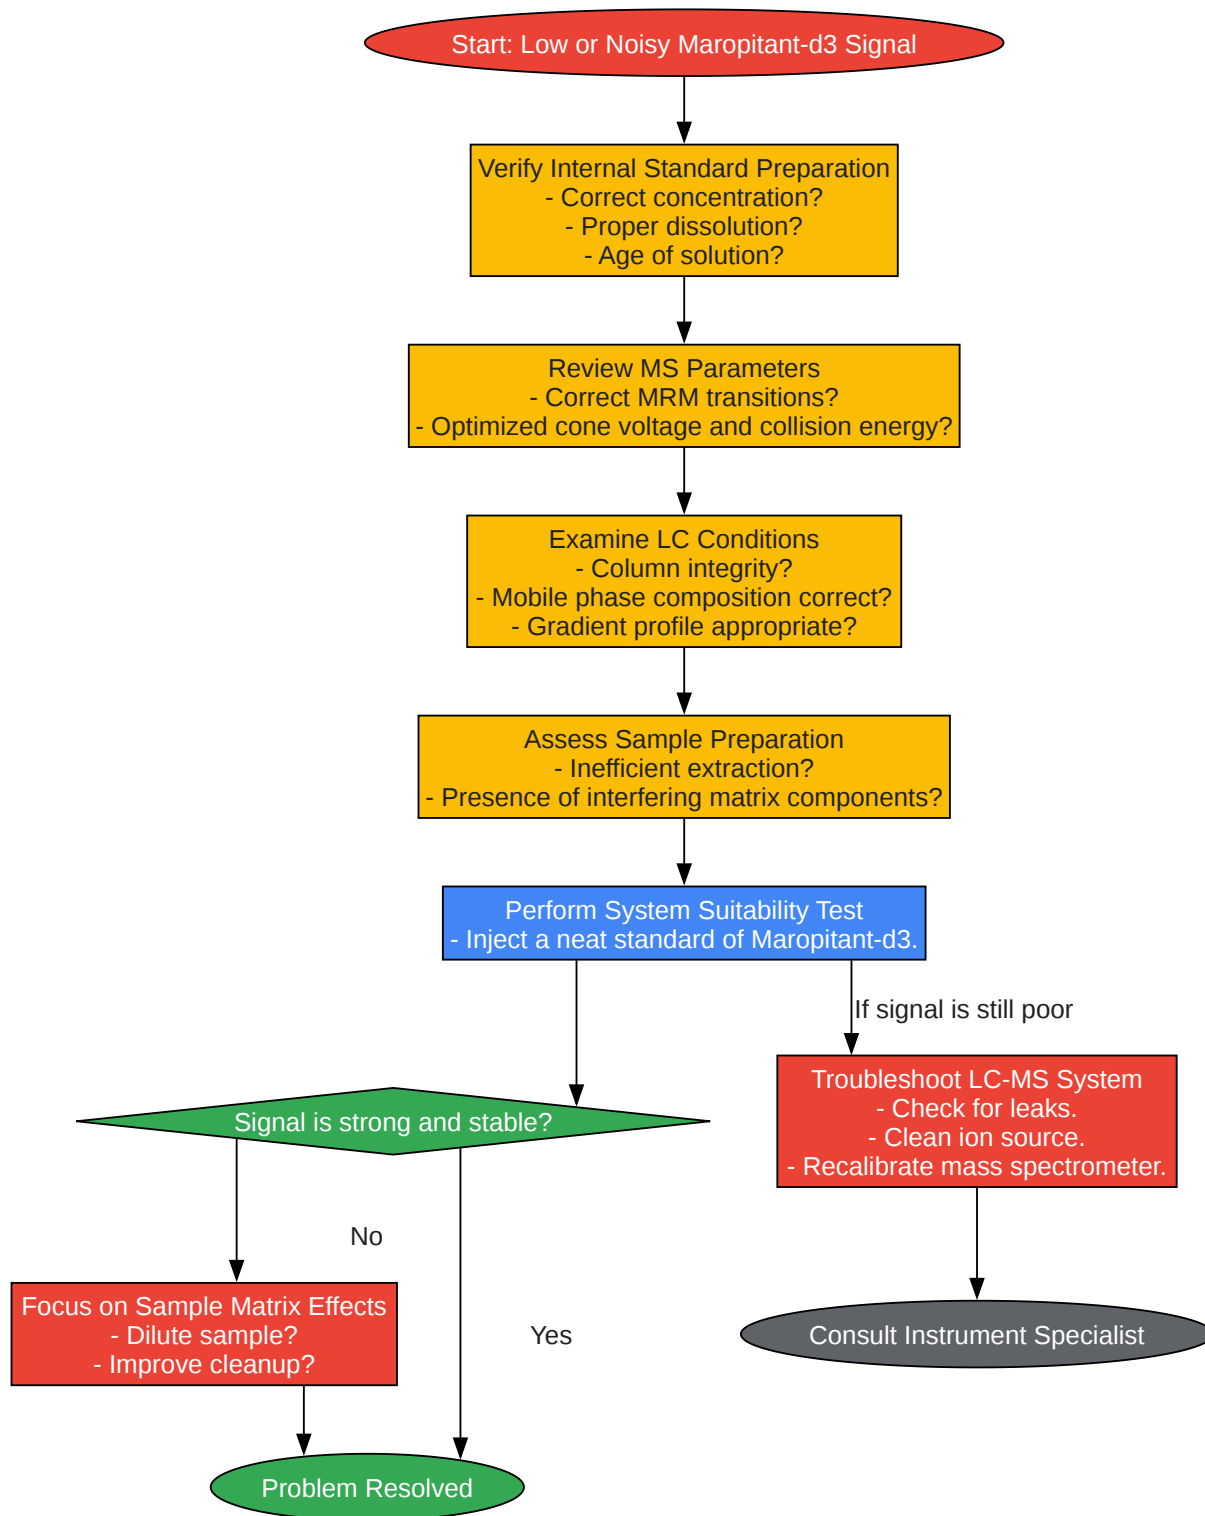 Start: Low or Noisy Maropitant-d3 Signal
Verify Internal Standard Preparation
- Correct concentration?
- Proper dissolution?
- Age of solution?
Review MS Parameters
- Correct MRM transitions?
- Optimized cone voltage and collision energy?
Examine LC Conditions
- Column integrity?
- Mobile phase composition correct?
- Gradient profile appropriate?
Assess Sample Preparation
- Inefficient extraction?
- Presence of interfering matrix components?
Perform System Suitability Test
- Inject a neat standard of Maropitant-d3.
If signal is still poor
Troubleshoot LC-MS System
- Check for leaks.
- Clean ion source.
- Recalibrate mass spectrometer.
Signal is strong and stable?
No
Yes
Focus on Sample Matrix Effects
- Dilute sample?
- Improve cleanup?
Consult Instrument Specialist
Problem Resolved